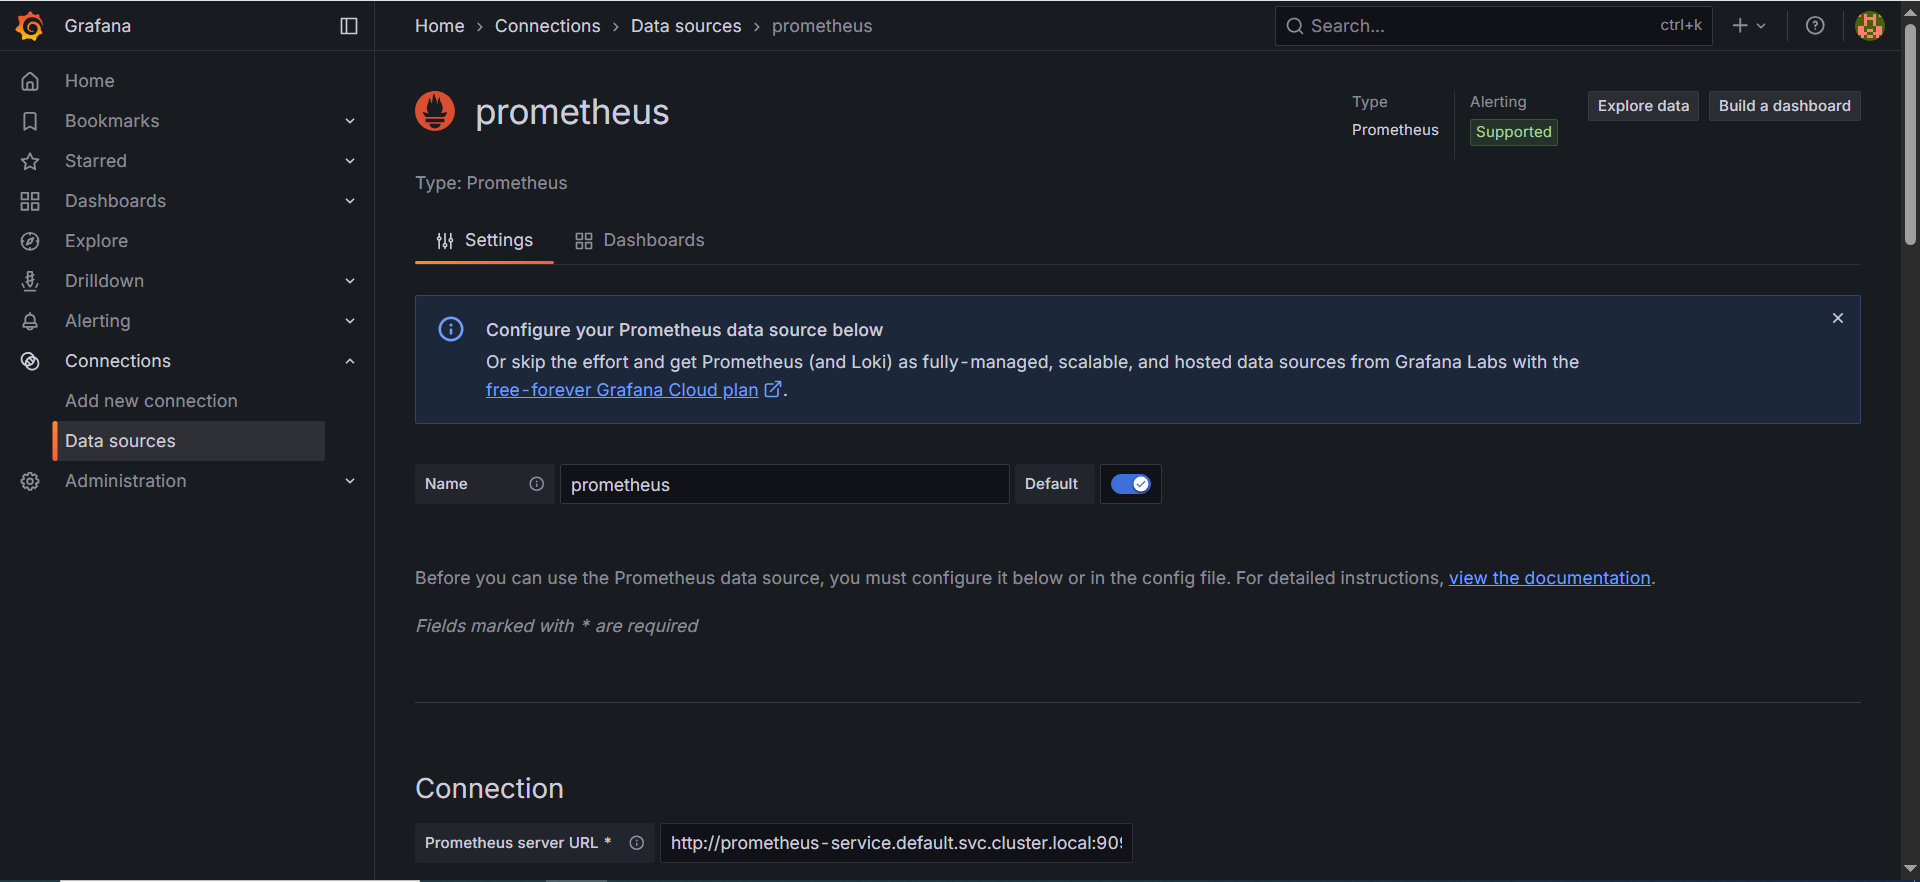 Grafana
Home
Connections
Data sources
prometheus
Search...
ctrl+k
Home
Bookmarks
Starred
Dashboards
Explore
Drilldown
Alerting
Connections
Add new connection
Data sources
Administration
prometheus
Type
Prometheus
Alerting
Supported
Explore data
Build a dashboard
Type: Prometheus
Settings
Dashboards
Configure your Prometheus data source below
Or skip the effort and get Prometheus (and Loki) as fully-managed, scalable, and hosted data sources from Grafana Labs with the
free-forever Grafana Cloud plan.
Name
prometheus
Default
Before you can use the Prometheus data source, you must configure it below or in the config file. For detailed instructions, view the documentation.
Fields marked with * are required
Connection
Prometheus server URL *
http://prometheus-service.default.svc.cluster.local:90